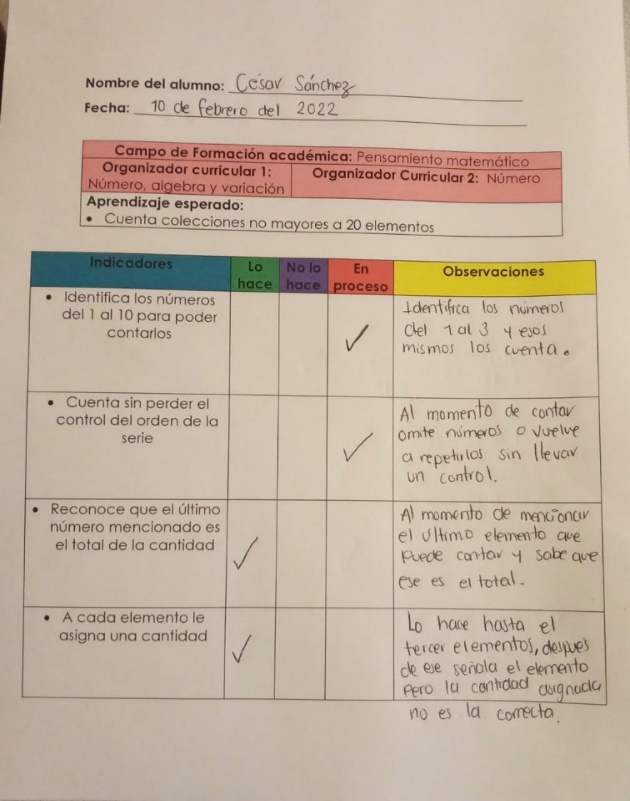 Nombre del alumno: César Sánchez
Fecha: 10 de febrero del 2022
Campo de Formación académica: Pensamiento matemático
Organizador curricular 1:
Número, algebra y variación
Organizador Curricular 2: Número
Aprendizaje esperado:
• Cuenta colecciones no mayores a 20 elementos
Indicadores
Lo
hace
No lo
hace
En
proceso
Observaciones
• Identifica los números
del 1 al 10 para poder
contarlos
✓
Identifica los números
del 1 al 3 y esos
mismos los cuenta.
• Cuenta sin perder el
control del orden de la
serie
✓
Al momento de contar
omite números o vuelve
a repetirlos sin llevar
un control.
• Reconoce que el último
número mencionado es
el total de la cantidad
✓
Al momento de mencionar
el último elemento que
puede contar y sabe que
ese es el total.
• A cada elemento le
asigna una cantidad
✓
Lo hace hasta el
tercer elementos, después
de ese señala el elemento
pero la cantidad asignada
no es la correcta.